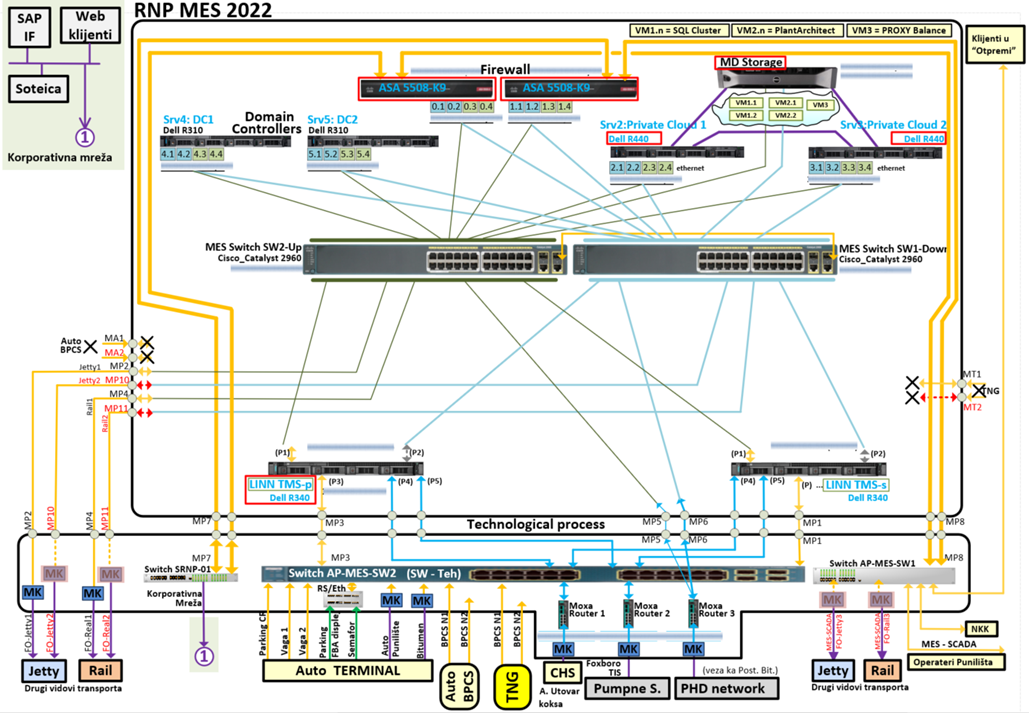 RNP MES 2022
SAP
IF
Web
klijenti
Soteica
1
Korporativna mreža
VM1.n = SQL Cluster
VM2.n = PlantArchitect
VM3 = PROXY Balance
Klijenti u
“Otpremi”
Firewall
ASA 5508-K9
ASA 5508-K9
0.1 0.2 0.3 0.4
1.1 1.2 1.3 1.4
MD Storage
VM1.1
VM2.1
VM3
VM1.2
VM2.2
Srv4: DC1
Dell R310
Domain
Controllers
4.1 4.2 4.3 4.4
Srv5: DC2
Dell R310
5.1 5.2 5.3 5.4
Srv2:Private Cloud 1
Dell R440
2.1 2.2 2.3 2.4
ethernet
Srv3:Private Cloud 2
Dell R440
3.1 3.2 3.3 3.4
ethernet
MES Switch SW2-Up
Cisco_Catalyst 2960
MES Switch SW1-Down
Cisco_Catalyst 2960
Auto
BPCS
MA1
MA2
Jetty1
MP2
Jetty2
MP10
MP4
MP11
Rail1
Rail2
MT1
TNG
MT2
(P1)
(P2)
LINN TMS-p
Dell R340
(P3)
(P4)
(P5)
(P1)
(P2)
(P4)
(P5)
(P)
...
LINN TMS-s
Dell R340
MP2
MP10
MP4
MP11
MP7
MP3
Technological process
MP5
MP6
MP1
MP8
MP7
MP3
MP5
MP6
MP1
MP8
Switch SRNP-01
Korporativna
Mreža
1
Switch AP-MES-SW2 (SW - Teh)
Switch AP-MES-SW1
RS/Eth
MK
MK
MK
MK
MK
MK
Moxa
Router 1
Moxa
Router 2
Moxa
Router 3
MK
MK
MK
MK
MK
FO-Jetty1
FO-Jetty2
FO-Real1
FO-Real2
Parking CF
Vaga 1
Vaga 2
Parking
FBA disple
Semafor
Auto
Punilište
Bitumen
BPCS N1
BPCS N2
BPCS N1
BPCS N2
MES-SCADA
FO-Jetty3
MES-SCADA
FO-Rail3
NKK
MES - SCADA
Operateri Punilišta
Jetty
Rail
Drugi vidovi transporta
Auto TERMINAL
Auto
BPCS
TNG
CHS
A. Utovar
koksa
Foxboro
TIS
Pumpne S.
(veza ka Post. Bit.)
PHD network
Jetty
Rail
Drugi vidovi transporta